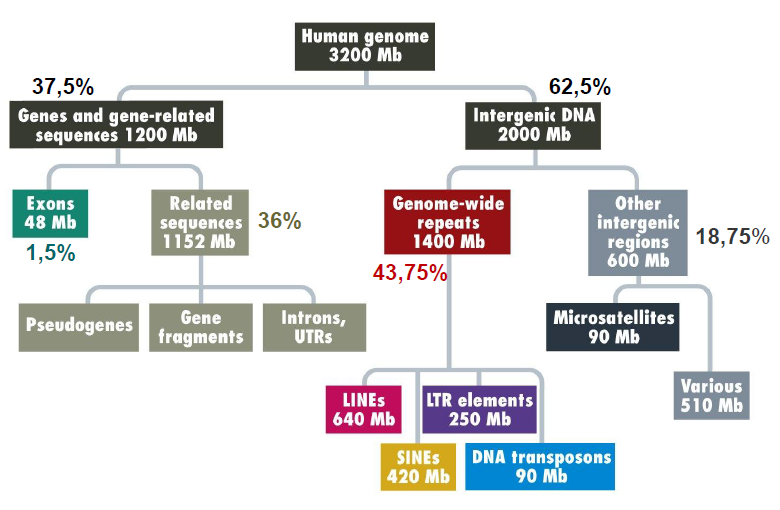 Human genome
3200 Mb
37,5%
62,5%
Genes and gene-related
sequences 1200 Mb
Intergenic DNA
2000 Mb
Exons
48 Mb
1,5%
Related
sequences
1152 Mb
36%
Genome-wide
repeats
1400 Mb
43,75%
Other
intergenic
regions
600 Mb
18,75%
Pseudogenes
Gene
fragments
Introns,
UTRs
Microsatellites
90 Mb
Various
510 Mb
LINEs
640 Mb
LTR elements
250 Mb
SINEs
420 Mb
DNA transposons
90 Mb